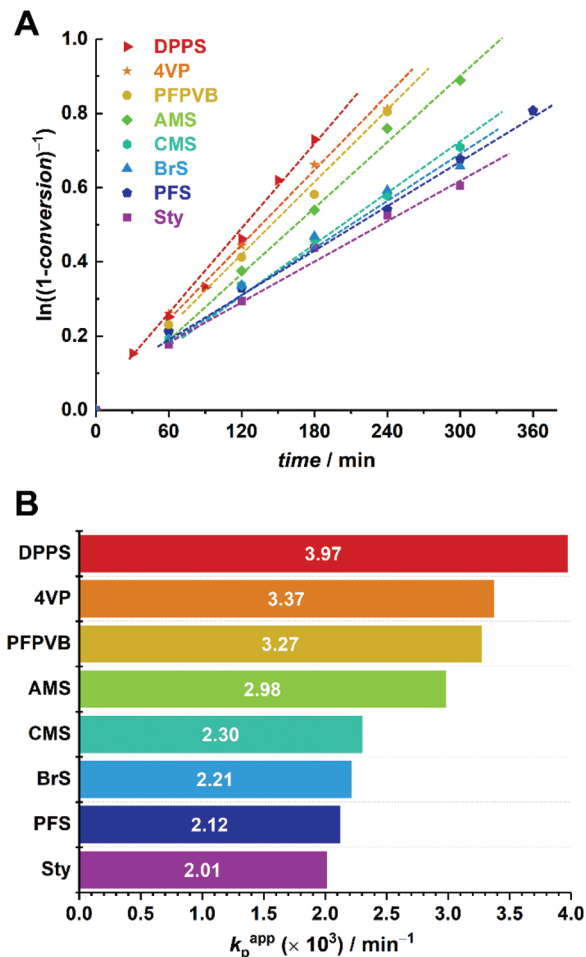 A
ln((1-conversion)⁻¹)
1.0
0.8
0.6
0.4
0.2
0.0
DPPS
4VP
PFPVB
AMS
CMS
BrS
PFS
Sty
0 60 120 180 240 300 360
time / min
B
DPPS 3.97
4VP 3.37
PFPVB 3.27
AMS 2.98
CMS 2.30
BrS 2.21
PFS 2.12
Sty 2.01
0.0 0.5 1.0 1.5 2.0 2.5 3.0 3.5 4.0
kₚᵃᵖᵖ (× 10³) / min⁻¹